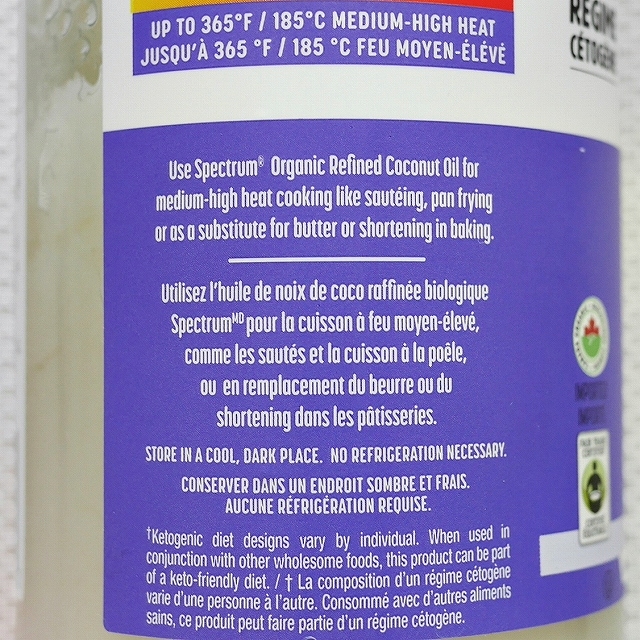 UP TO 365°F / 185°C MEDIUM-HIGH HEAT
JUSQU'À 365 °F / 185 °C FEU MOYEN-ÉLEVÉ
RÉGIME
Use Spectrum® Organic Refined Coconut Oil for
medium-high heat cooking like sautéing, pan frying
or as a substitute for butter or shortening in baking.
Utilisez l'huile de noix de coco raffinée biologique
Spectrumᴹᴰ pour la cuisson à feu moyen-élevé,
comme les sautés et la cuisson à la poêle,
ou en remplacement du beurre ou du
shortening dans les pâtisseries.
STORE IN A COOL, DARK PLACE. NO REFRIGERATION NECESSARY.
CONSERVER DANS UN ENDROIT SOMBRE ET FRAIS.
AUCUNE RÉFRIGÉRATION REQUISE.
†Ketogenic diet designs vary by individual. When used in
conjunction with other wholesome foods, this product can be part
of a keto-friendly diet. / † La composition d'un régime cétogène
varie d'une personne à l'autre. Consommé avec d'autres aliments
sains, ce produit peut faire partie d'un régime cétogène.